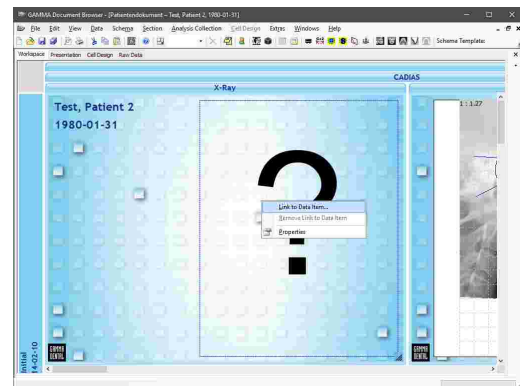 GAMMA Document Browser - [Patientendokument - Test, Patient 2, 1980-01-31]
File Edit View Data Schema Section Analysis Collection Cell Design Extras Windows Help
Schema Template:
Workspace Presentation Cell Design Raw Data
CADIAS
X-Ray
Test, Patient 2
1980-01-31
1 : 1.27
?
Link to Data Item...
Remove Link to Data Item
Properties
Initial
14-02-10
GAMMA
DENTAL
GAMMA
DENTAL